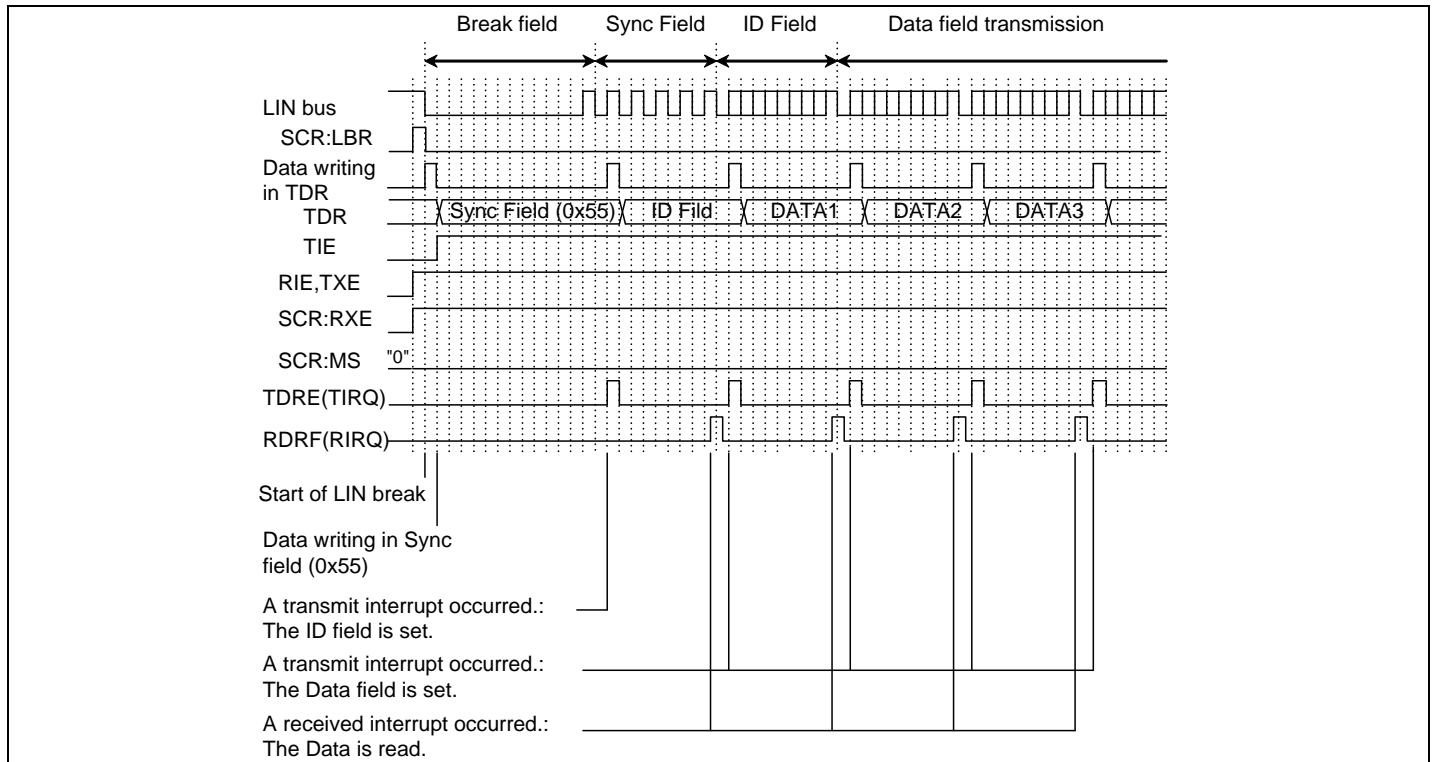 Break field Sync Field ID Field Data field transmission
LIN bus
SCR:LBR
Data writing
in TDR
TDR Sync Field (0x55) ID Fild DATA1 DATA2 DATA3
TIE
RIE,TXE
SCR:RXE
SCR:MS "0"
TDRE(TIRQ)
RDRF(RIRQ)
Start of LIN break
Data writing in Sync
field (0x55)
A transmit interrupt occurred.:
The ID field is set.
A transmit interrupt occurred.:
The Data field is set.
A received interrupt occurred.:
The Data is read.